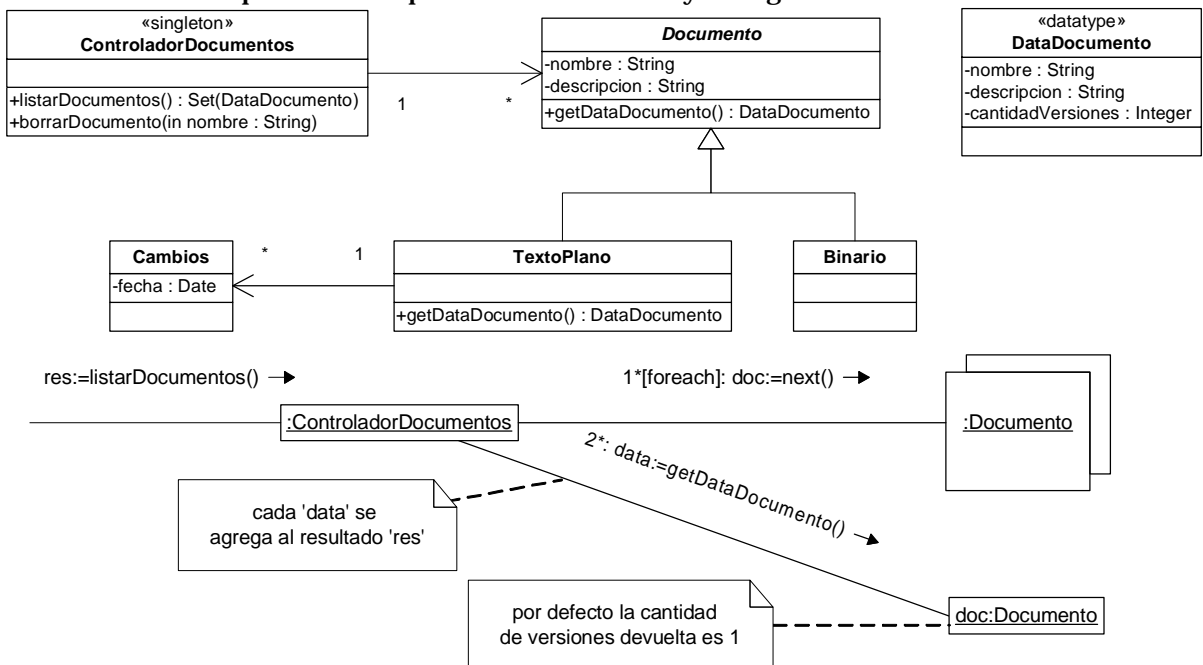 «singleton»
ControladorDocumentos
+listarDocumentos() : Set(DataDocumento)
+borrarDocumento(in nombre : String)
1
*
Documento
-nombre : String
-descripcion : String
+getDataDocumento() : DataDocumento
«datatype»
DataDocumento
-nombre : String
-descripcion : String
-cantidadVersiones : Integer
Cambios
-fecha : Date
*
1
TextoPlano
+getDataDocumento() : DataDocumento
Binario
res:=listarDocumentos()
1*[foreach]: doc:=next()
:ControladorDocumentos
:Documento
2*: data:=getDataDocumento()
cada 'data' se
agrega al resultado 'res'
por defecto la cantidad
de versiones devuelta es 1
doc:Documento